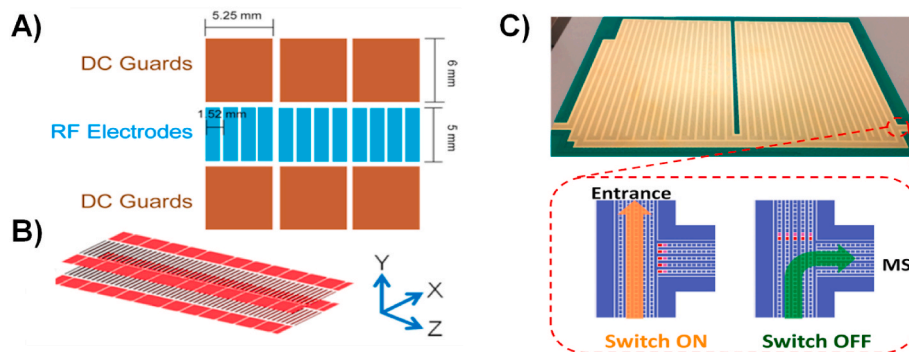 A)
5.25 mm
DC Guards
6 mm
RF Electrodes
1.52 mm
5 mm
DC Guards
B)
Y
X
Z
C)
Entrance
MS
Switch ON
Switch OFF